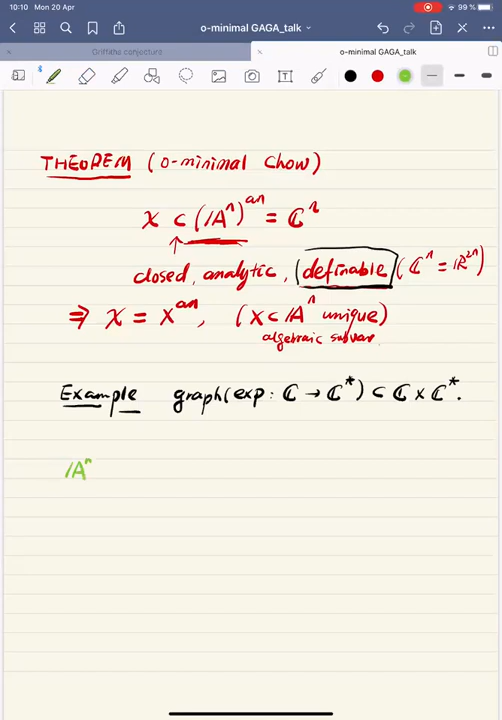 10:10 Mon 20 Apr 99 %
o-minimal GAGA_talk
Griffiths conjecture
o-minimal GAGA_talk
THEOREM (o-minimal Chow)
𝒳 ⊂ (/Aⁿ)ᵃⁿ = ℂⁿ
closed, analytic, definable (ℂⁿ = ℝ²ⁿ)
⇒ 𝒳 = Xᵃⁿ, (X ⊂ /Aⁿ unique)
algebraic subvar.
Example graph(exp: ℂ → ℂ*) ⊂ ℂ × ℂ*.
/Aⁿ